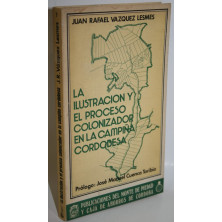 JUAN RAFAEL VAZQUEZ LESMES
LA
ILUSTRACION Y
EL PROCESO
COLONIZADOR
EN LA CAMPIÑA
CORDOBESA
Prólogo: José Manuel Cuenca Toribio
PUBLICACIONES DEL MONTE DE PIEDAD
Y CAJA DE AHORROS DE CORDOBA